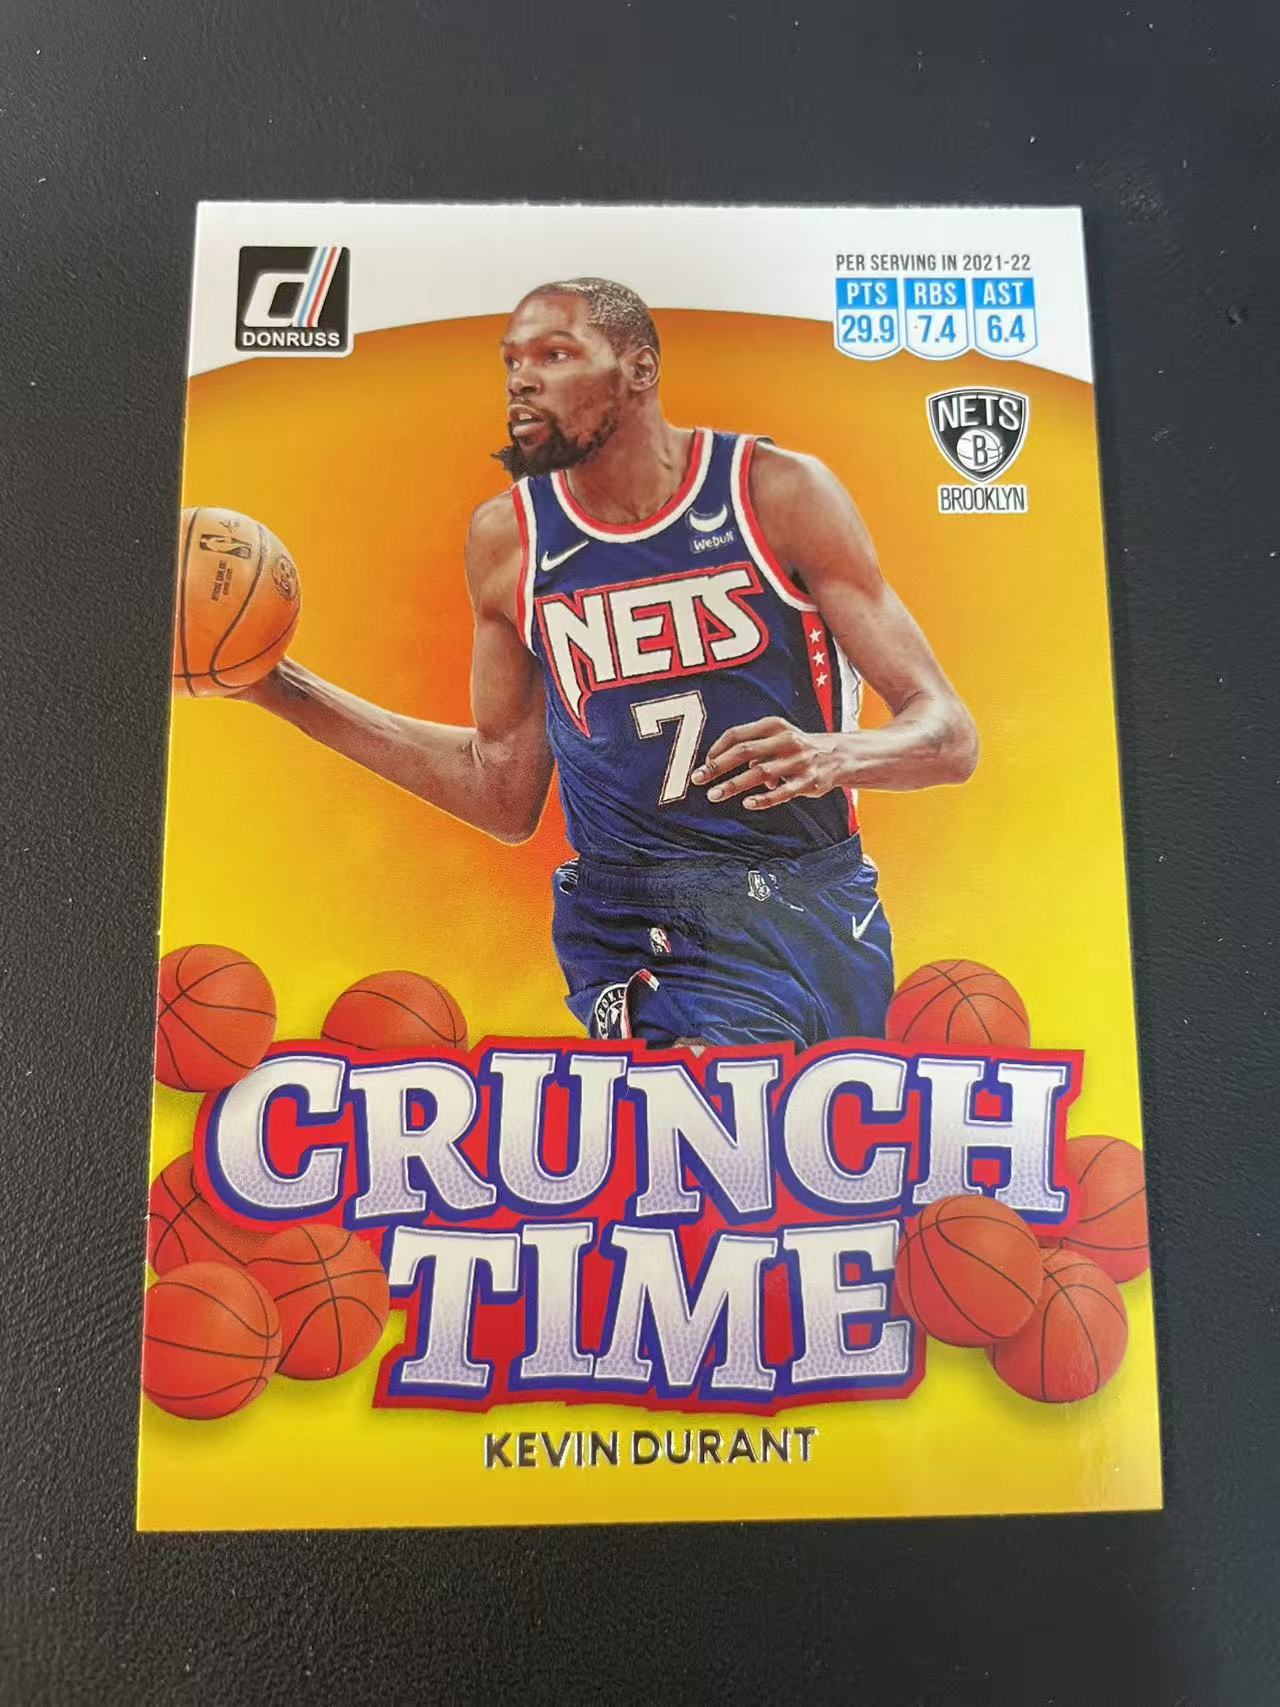 DONRUSS
PER SERVING IN 2021-22
PTS RBS AST
29.9 7.4 6.4
NETS
B
BROOKLYN
Webull
NETS
7
CRUNCH
TIME
KEVIN DURANT